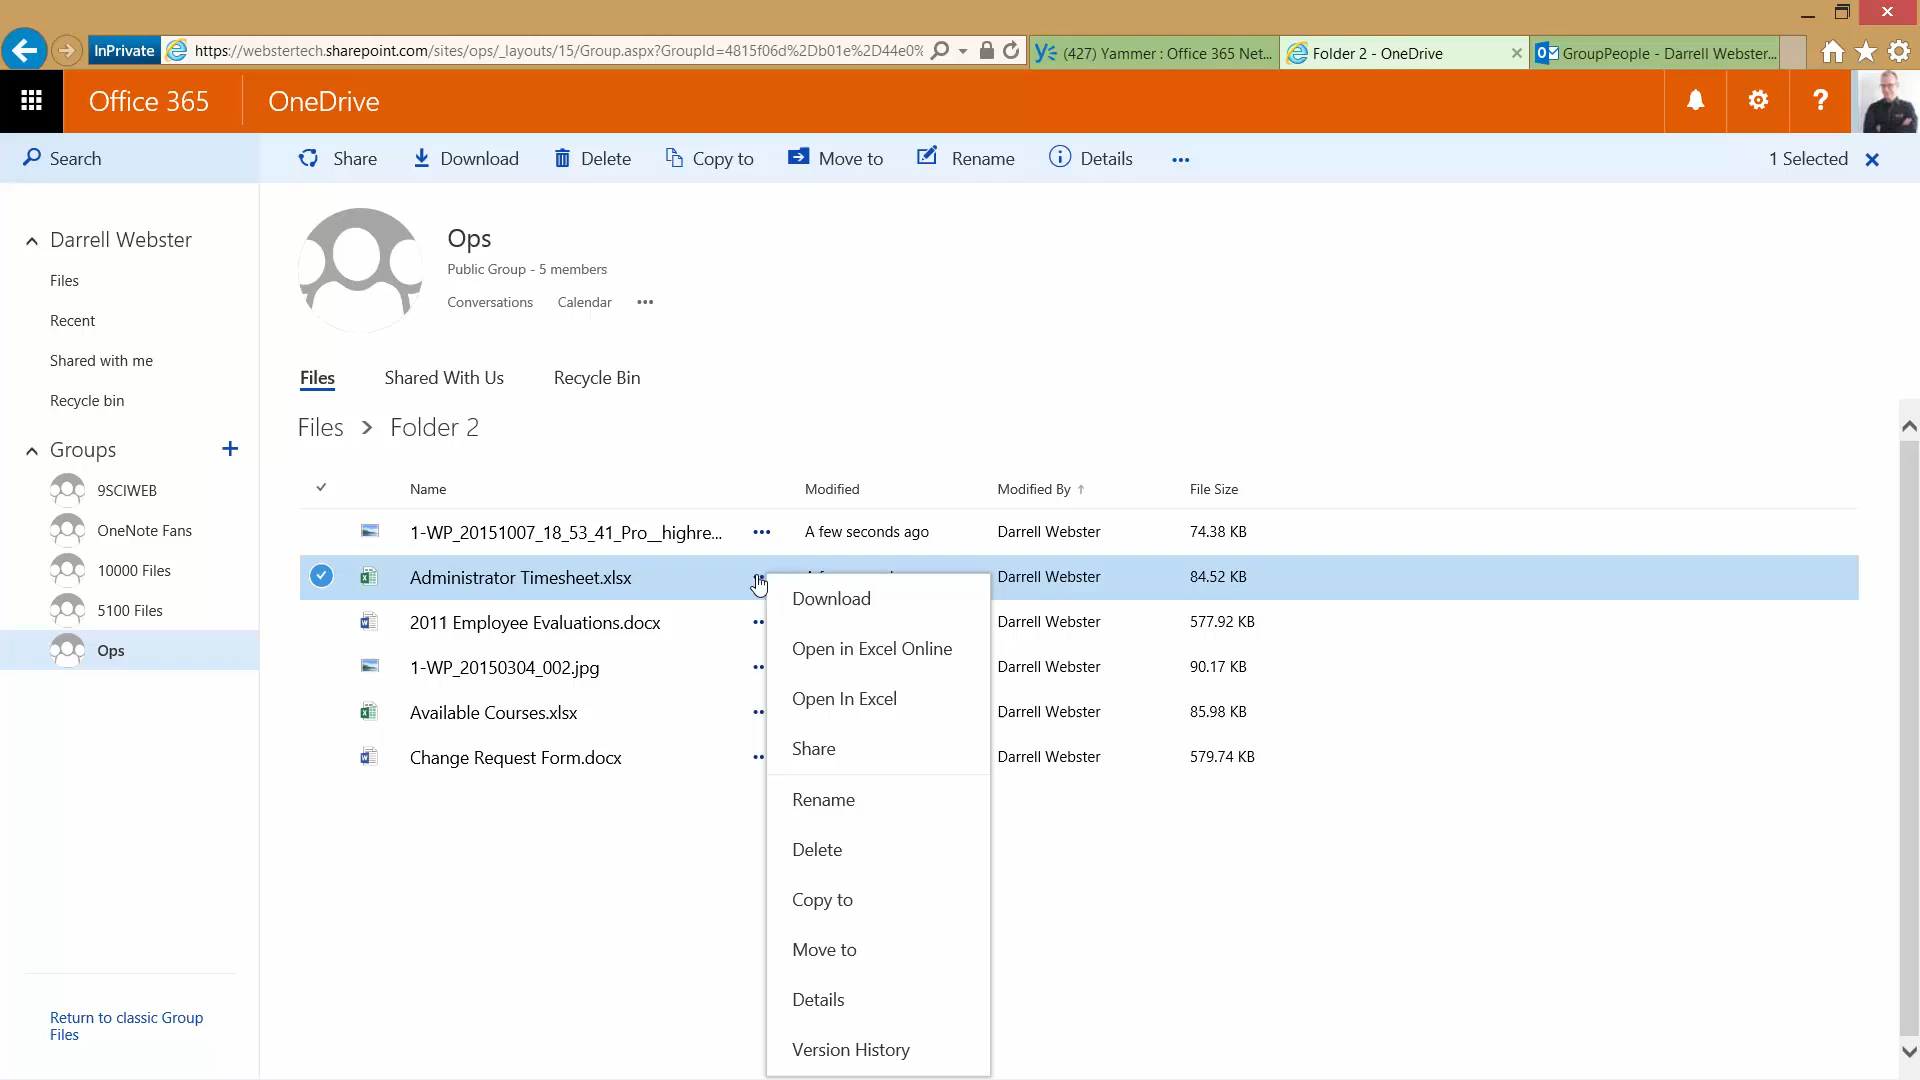 InPrivate
https://webstertech.sharepoint.com/sites/ops/_layouts/15/Group.aspx?GroupId=4815f06d%2Db01e%2D44e0%
(427) Yammer : Office 365 Net...
Folder 2 - OneDrive
GroupPeople - Darrell Webster...
Office 365
OneDrive
?
Search
Share
Download
Delete
Copy to
Move to
Rename
Details
1 Selected
Darrell Webster
Files
Recent
Shared with me
Recycle bin
Groups
9SCIWEB
OneNote Fans
10000 Files
5100 Files
Ops
Return to classic Group
Files
Ops
Public Group - 5 members
Conversations Calendar
Files Shared With Us Recycle Bin
Files > Folder 2
Name Modified Modified By File Size
1-WP_20151007_18_53_41_Pro__highre... A few seconds ago Darrell Webster 74.38 KB
Administrator Timesheet.xlsx Darrell Webster 84.52 KB
2011 Employee Evaluations.docx Darrell Webster 577.92 KB
1-WP_20150304_002.jpg Darrell Webster 90.17 KB
Available Courses.xlsx Darrell Webster 85.98 KB
Change Request Form.docx Darrell Webster 579.74 KB
Download
Open in Excel Online
Open In Excel
Share
Rename
Delete
Copy to
Move to
Details
Version History